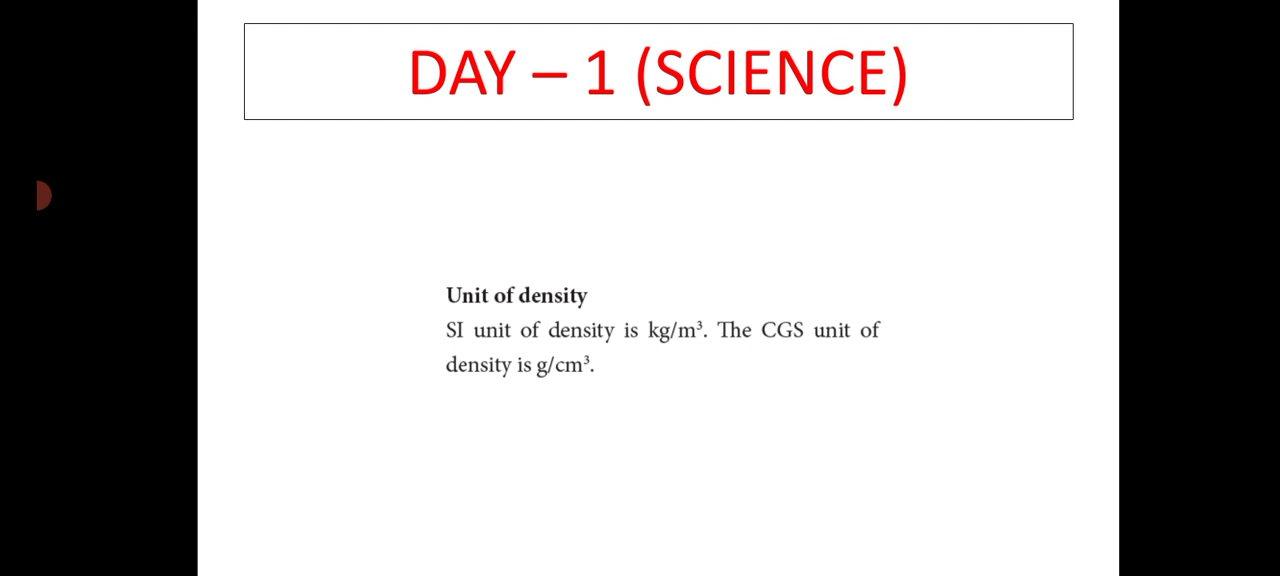 DAY – 1 (SCIENCE)
Unit of density
SI unit of density is kg/m³. The CGS unit of
density is g/cm³.